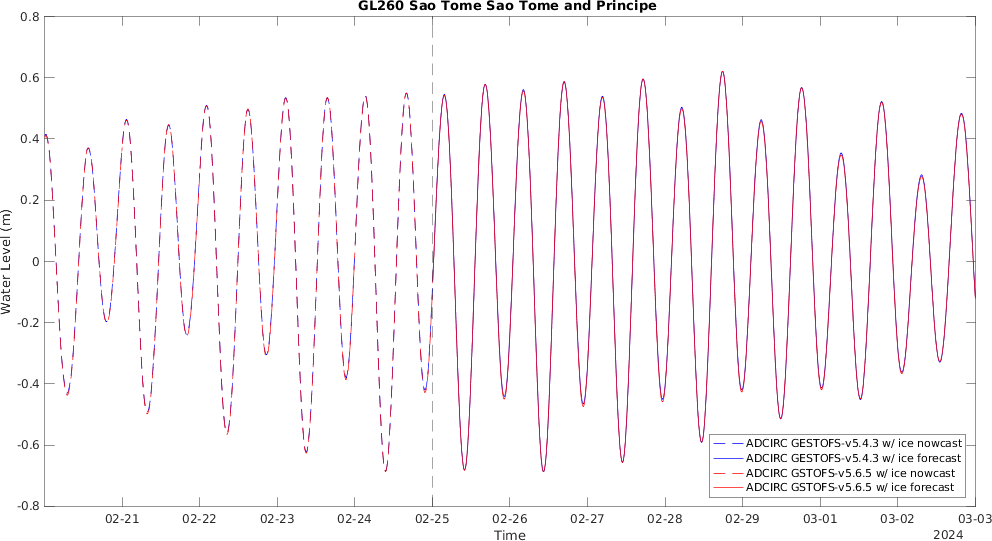 GL260 Sao Tome Sao Tome and Principe
0.8
0.6
0.4
0.2
0
-0.2
-0.4
-0.6
-0.8
Water Level (m)
ADCIRC GESTOFS-v5.4.3 w/ ice nowcast
ADCIRC GESTOFS-v5.4.3 w/ ice forecast
ADCIRC GSTOFS-v5.6.5 w/ ice nowcast
ADCIRC GSTOFS-v5.6.5 w/ ice forecast
02-21 02-22 02-23 02-24 02-25 02-26 02-27 02-28 02-29 03-01 03-02 03-03
Time
2024